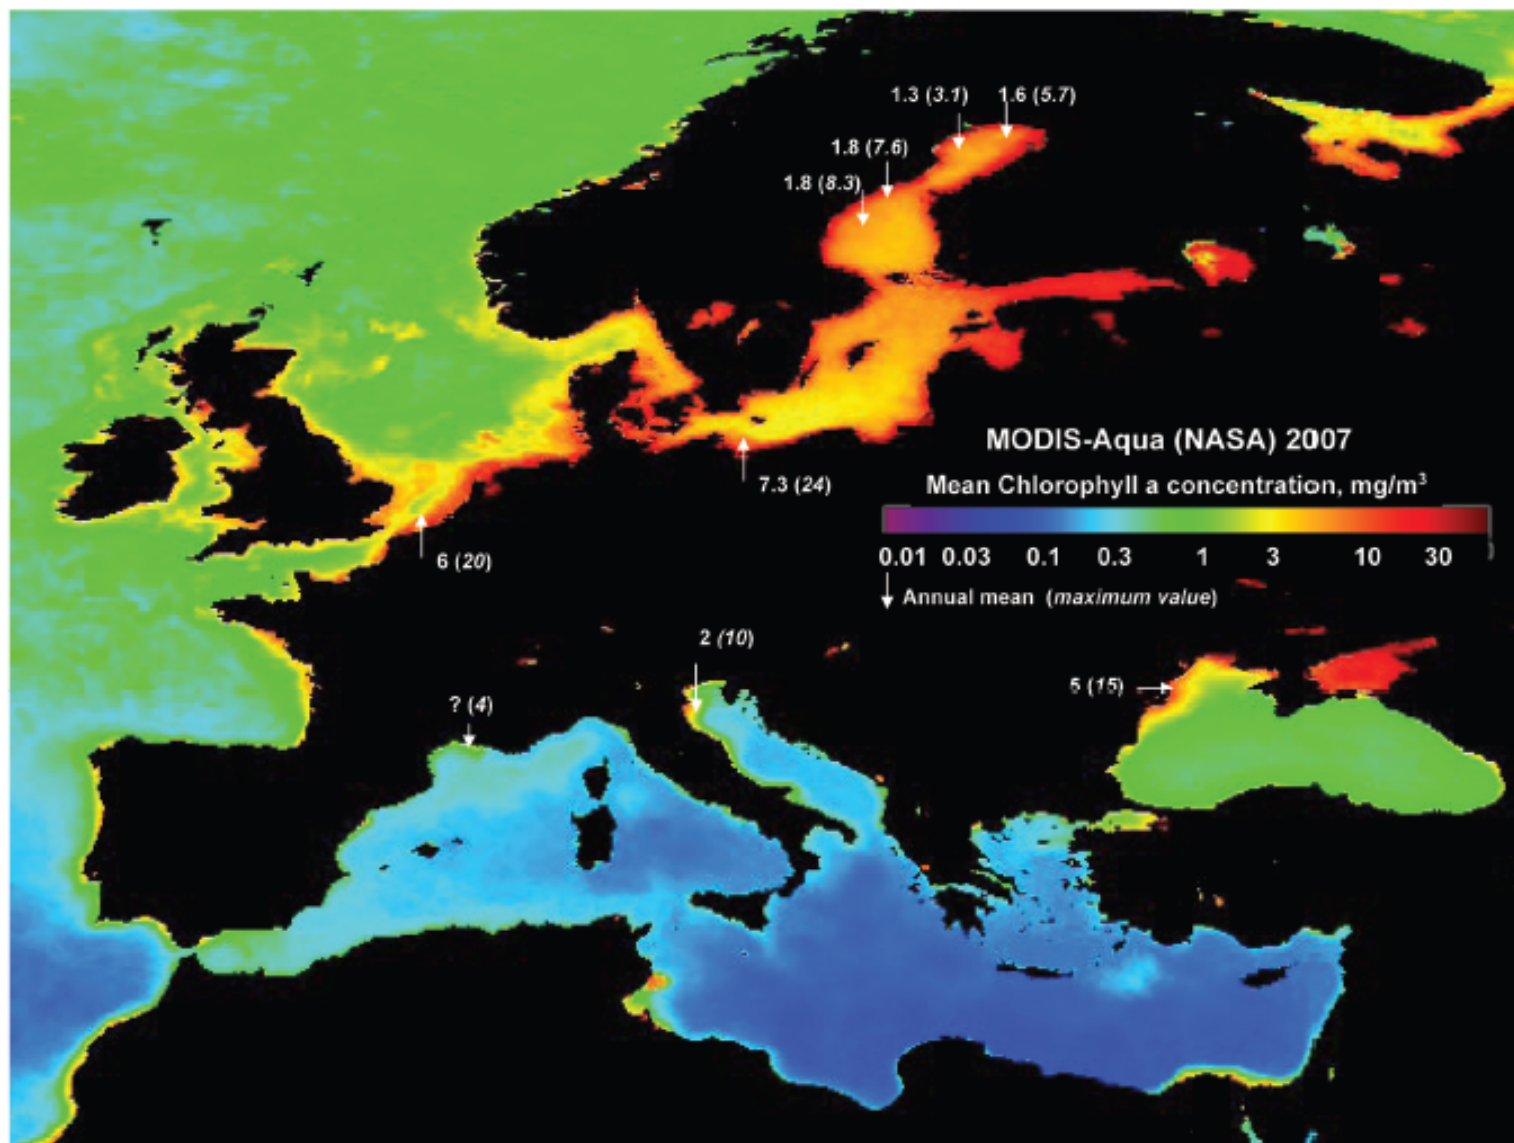 1.3 (3.1) 1.6 (5.7)
1.8 (7.6)
1.8 (8.3)
MODIS-Aqua (NASA) 2007
7.3 (24)
Mean Chlorophyll a concentration, mg/m³
6 (20)
0.01 0.03 0.1 0.3 1 3 10 30
Annual mean (maximum value)
2 (10)
5 (15)
? (4)